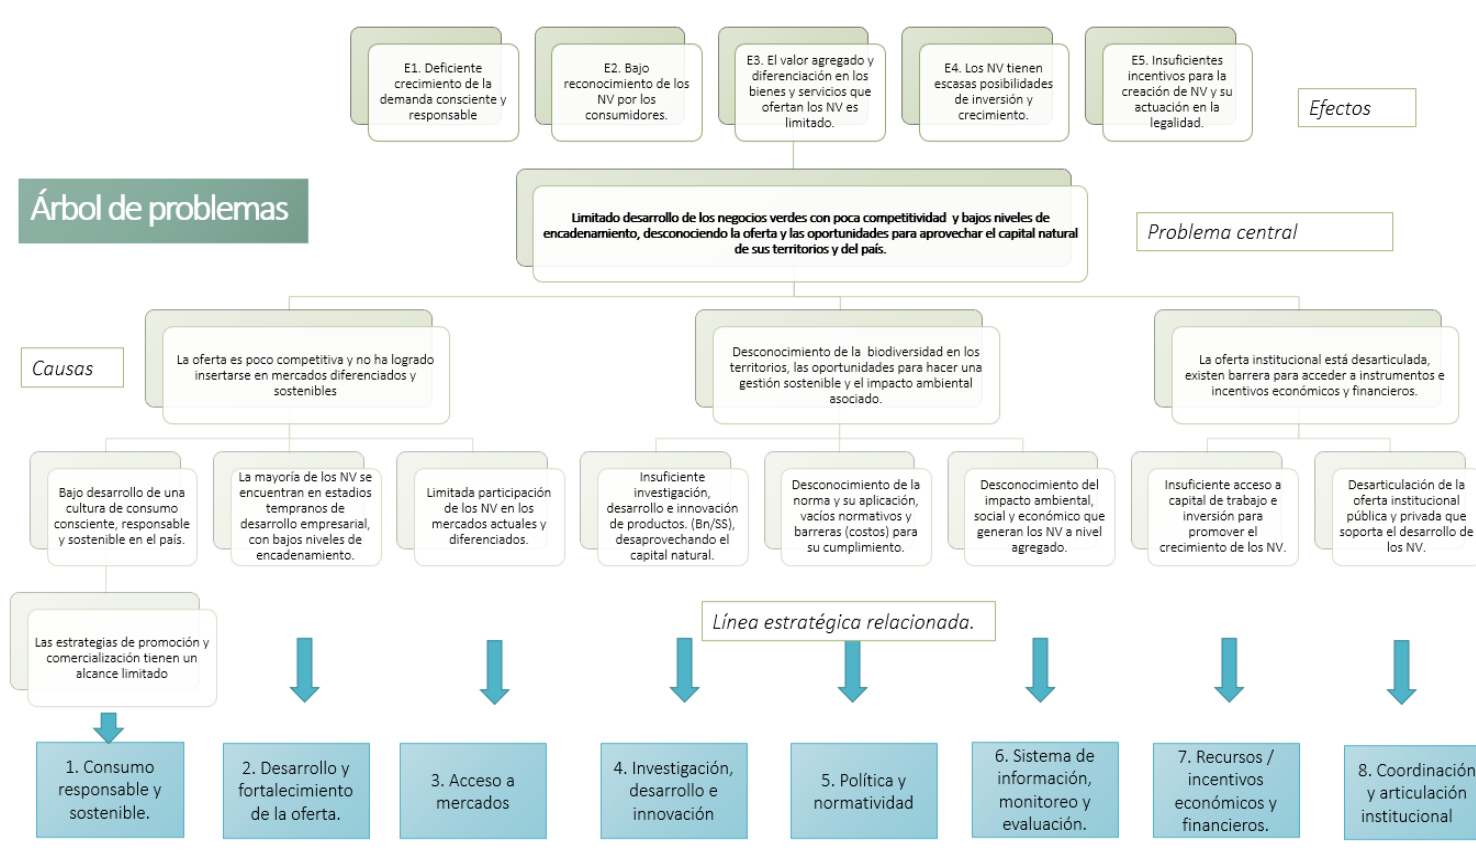 E1. Deficiente
crecimiento de la
demanda consciente y
responsable
E2. Bajo
reconocimiento de los
NV por los
consumidores.
E3. El valor agregado y
diferenciación en los
bienes y servicios que
ofertan los NV es
limitado.
E4. Los NV tienen
escasas posibilidades
de inversión y
crecimiento.
E5. Insuficientes
incentivos para la
creación de NV y su
actuación en la
legalidad.
Efectos
Árbol de problemas
Limitado desarrollo de los negocios verdes con poca competitividad y bajos niveles de
encadenamiento, desconociendo la oferta y las oportunidades para aprovechar el capital natural
de sus territorios y del país.
Problema central
Causas
La oferta es poco competitiva y no ha logrado
insertarse en mercados diferenciados y
sostenibles
Desconocimiento de la biodiversidad en los
territorios, las oportunidades para hacer una
gestión sostenible y el impacto ambiental
asociado.
La oferta institucional está desarticulada,
existen barrera para acceder a instrumentos e
incentivos económicos y financieros.
Bajo desarrollo de una
cultura de consumo
consciente, responsable
y sostenible en el país.
La mayoría de los NV se
encuentran en estadios
tempranos de
desarrollo empresarial,
con bajos niveles de
encadenamiento.
Limitada participación
de los NV en los
mercados actuales y
diferenciados.
Insuficiente
investigación,
desarrollo e innovación
de productos. (Bn/SS),
desaprovechando el
capital natural.
Desconocimiento de la
norma y su aplicación,
vacíos normativos y
barreras (costos) para
su cumplimiento.
Desconocimiento del
impacto ambiental,
social y económico que
generan los NV a nivel
agregado.
Insuficiente acceso a
capital de trabajo e
inversión para
promover el
crecimiento de los NV.
Desarticulación de la
oferta institucional
pública y privada que
soporta el desarrollo de
los NV.
Las estrategias de promoción y
comercialización tienen un
alcance limitado
Línea estratégica relacionada.
1. Consumo
responsable y
sostenible.
2. Desarrollo y
fortalecimiento
de la oferta.
3. Acceso a
mercados
4. Investigación,
desarrollo e
innovación
5. Política y
normatividad
6. Sistema de
información,
monitoreo y
evaluación.
7. Recursos /
incentivos
económicos y
financieros.
8. Coordinación
y articulación
institucional